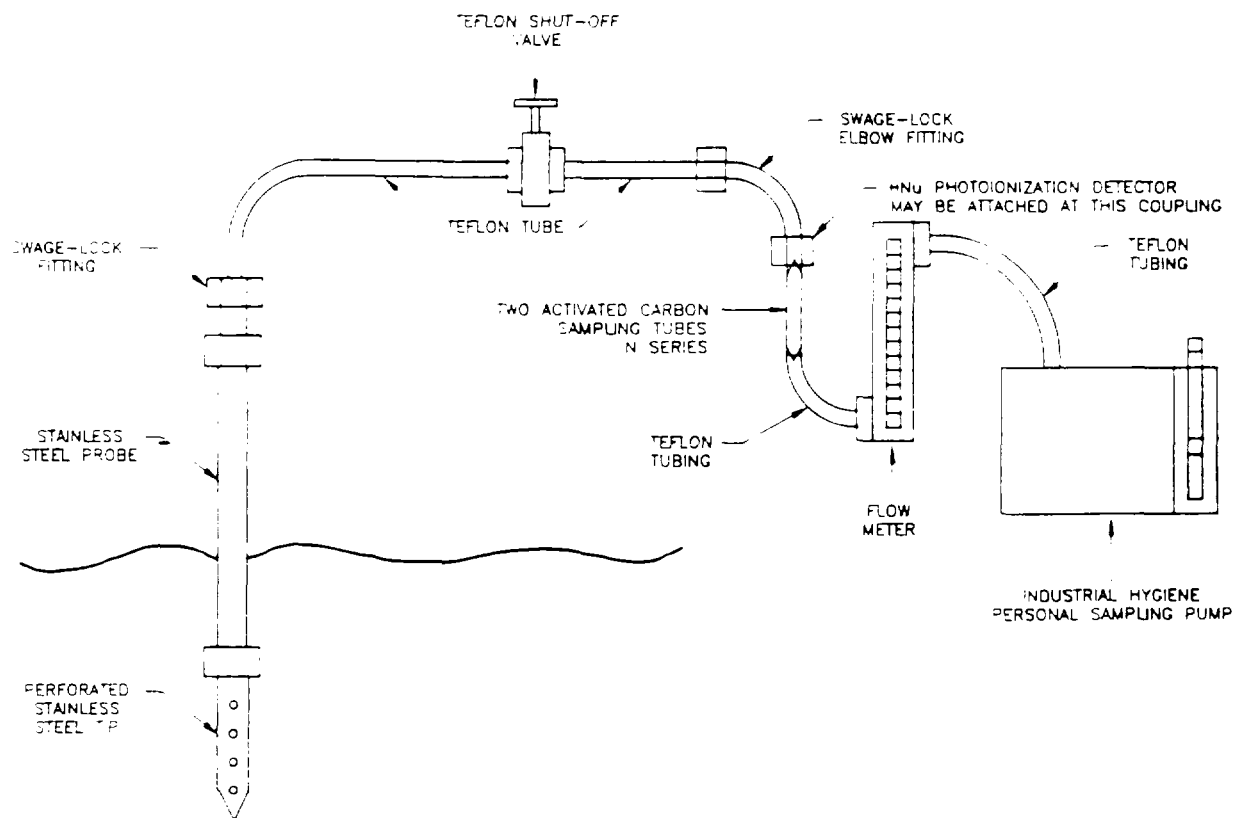 TEFLON SHUT-OFF
VALVE
SWAGE-LOCK
ELBOW FITTING
HNU PHOTOIONIZATION DETECTOR
MAY BE ATTACHED AT THIS COUPLING
TEFLON TUBE
SWAGE-LOCK
FITTING
TEFLON
TUBING
TWO ACTIVATED CARBON
SAMPLING TUBES
IN SERIES
STAINLESS
STEEL PROBE
TEFLON
TUBING
FLOW
METER
INDUSTRIAL HYGIENE
PERSONAL SAMPLING PUMP
PERFORATED
STAINLESS
STEEL TIP